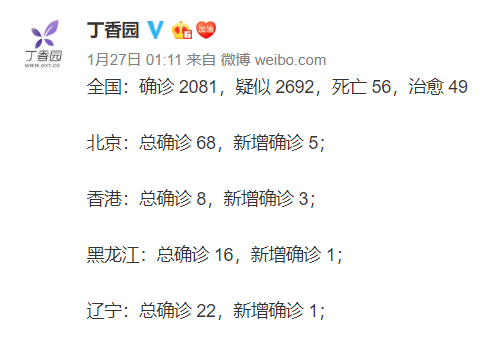 丁香园
加油
1月27日 01:11 来自 微博 weibo.com
丁香园
WWW.DXY.CN
全国：确诊 2081，疑似 2692，死亡 56，治愈 49
北京：总确诊 68，新增确诊 5；
香港：总确诊 8，新增确诊 3；
黑龙江：总确诊 16，新增确诊 1；
辽宁：总确诊 22，新增确诊 1；